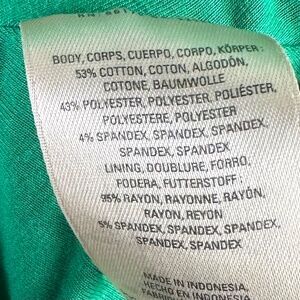 BODY, CORPS, CUERPO, CORPO, KÖRPER :
53% COTTON, COTON, ALGODÓN,
COTONE, BAUMWOLLE
43% POLYESTER, POLYESTER, POLIÉSTER,
POLYESTERE, POLYESTER
4% SPANDEX, SPANDEX, SPANDEX,
SPANDEX, SPANDEX
LINING, DOUBLURE, FORRO,
FODERA, FUTTERSTOFF :
95% RAYON, RAYONNE, RAYÓN,
RAYON, REYON
5% SPANDEX, SPANDEX, SPANDEX
SPANDEX, SPANDEX
MADE IN INDONESIA,
HECHO EN INDONESIA